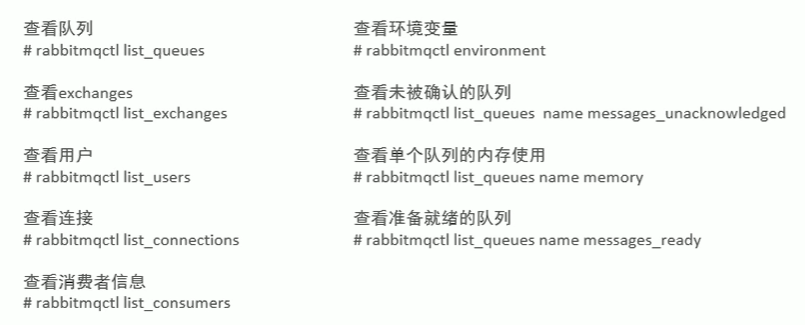 查看队列
# rabbitmqctl list_queues
查看exchanges
# rabbitmqctl list_exchanges
查看用户
# rabbitmqctl list_users
查看连接
# rabbitmqctl list_connections
查看消费者信息
# rabbitmqctl list_consumers
查看环境变量
# rabbitmqctl environment
查看未被确认的队列
# rabbitmqctl list_queues  name messages_unacknowledged
查看单个队列的内存使用
# rabbitmqctl list_queues name memory
查看准备就绪的队列
# rabbitmqctl list_queues name messages_ready